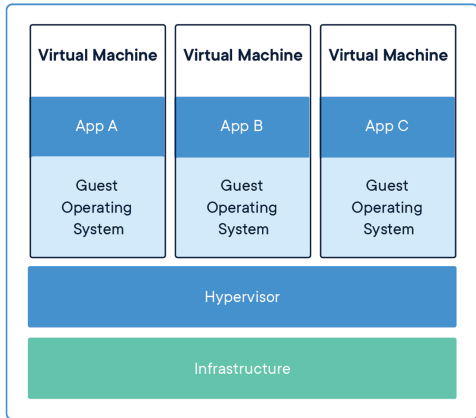 Virtual Machine
App A
Guest
Operating
System
Virtual Machine
App B
Guest
Operating
System
Virtual Machine
App C
Guest
Operating
System
Hypervisor
Infrastructure